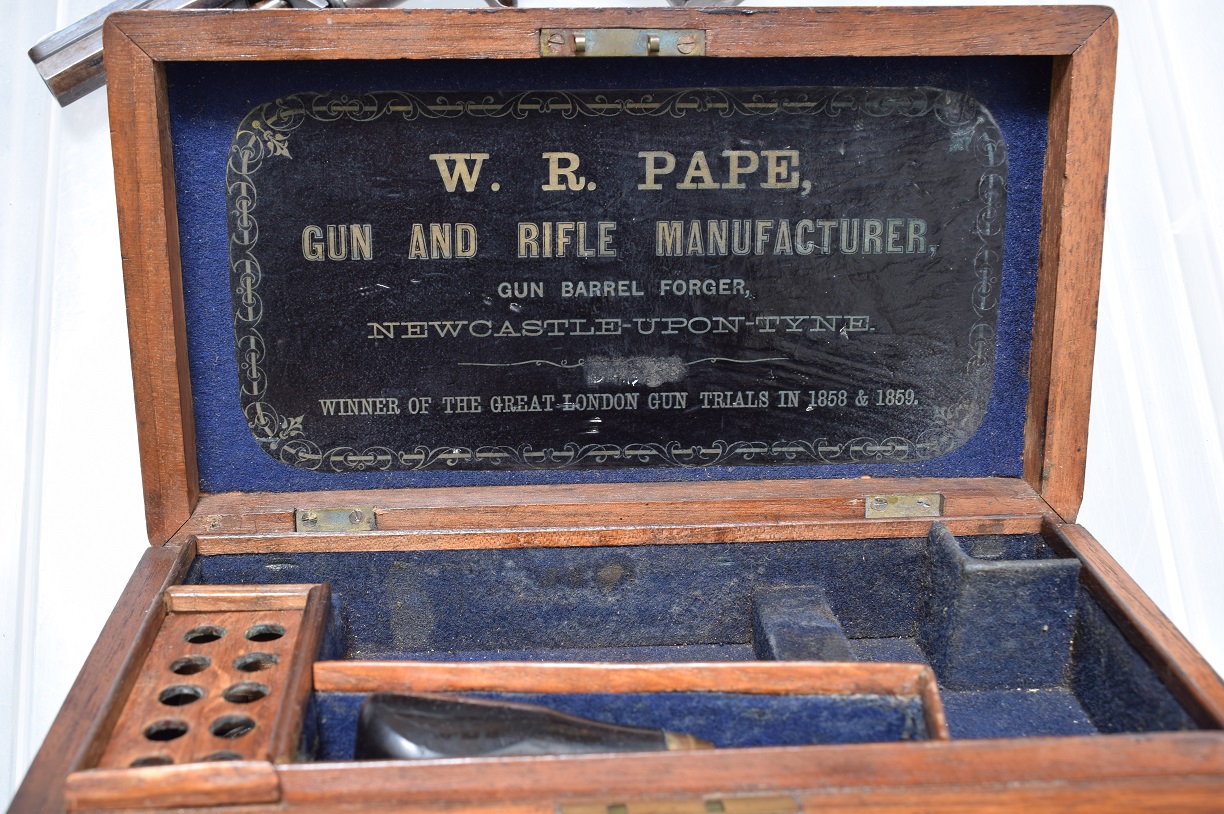 W. R. PAPE,
GUN AND RIFLE MANUFACTURER,
GUN BARREL FORGER,
NEWCASTLE-UPON-TYNE.
WINNER OF THE GREAT LONDON GUN TRIALS IN 1858 & 1859.